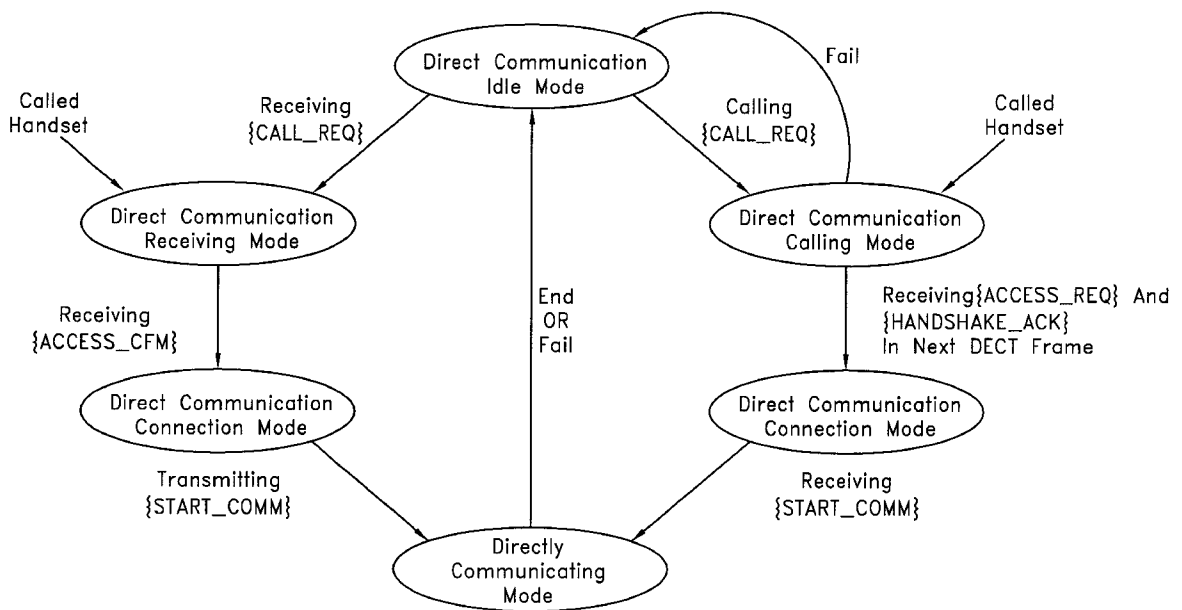 Direct Communication
Idle Mode
Fail
Called
Handset
Receiving
{CALL_REQ}
Calling
{CALL_REQ}
Called
Handset
Direct Communication
Receiving Mode
Direct Communication
Calling Mode
Receiving
{ACCESS_CFM}
End
OR
Fail
Receiving{ACCESS_REQ} And
{HANDSHAKE_ACK}
In Next DECT Frame
Direct Communication
Connection Mode
Direct Communication
Connection Mode
Transmitting
{START_COMM}
Receiving
{START_COMM}
Directly
Communicating
Mode